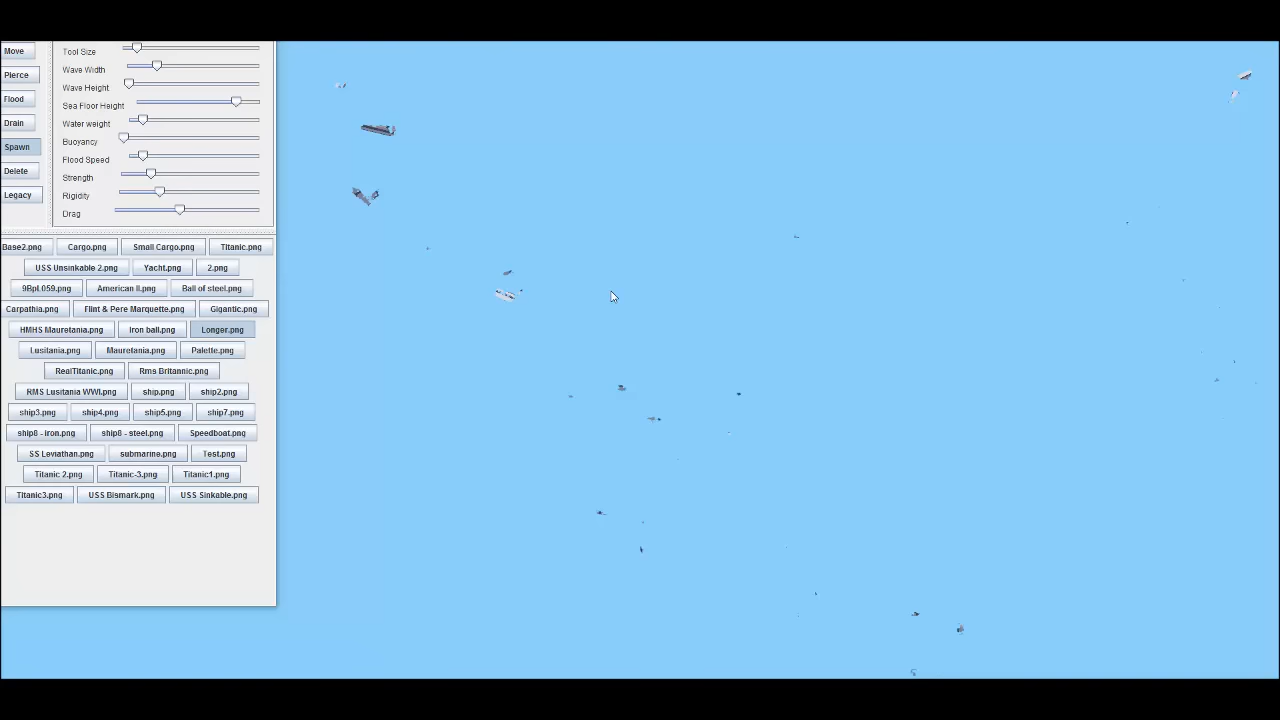 Move
Pierce
Flood
Drain
Spawn
Delete
Legacy
Tool Size
Wave Width
Wave Height
Sea Floor Height
Water weight
Buoyancy
Flood Speed
Strength
Rigidity
Drag
Base2.png Cargo.png Small Cargo.png Titanic.png
USS Unsinkable 2.png Yacht.png 2.png
9BpL059.png American II.png Ball of steel.png
Carpathia.png Flint & Pere Marquette.png Gigantic.png
HMHS Mauretania.png Iron ball.png Longer.png
Lusitania.png Mauretania.png Palette.png
RealTitanic.png Rms Britannic.png
RMS Lusitania WWI.png ship.png ship2.png
ship3.png ship4.png ship5.png ship7.png
ship8 - iron.png ship8 - steel.png Speedboat.png
SS Leviathan.png submarine.png Test.png
Titanic 2.png Titanic-3.png Titanic1.png
Titanic3.png USS Bismark.png USS Sinkable.png